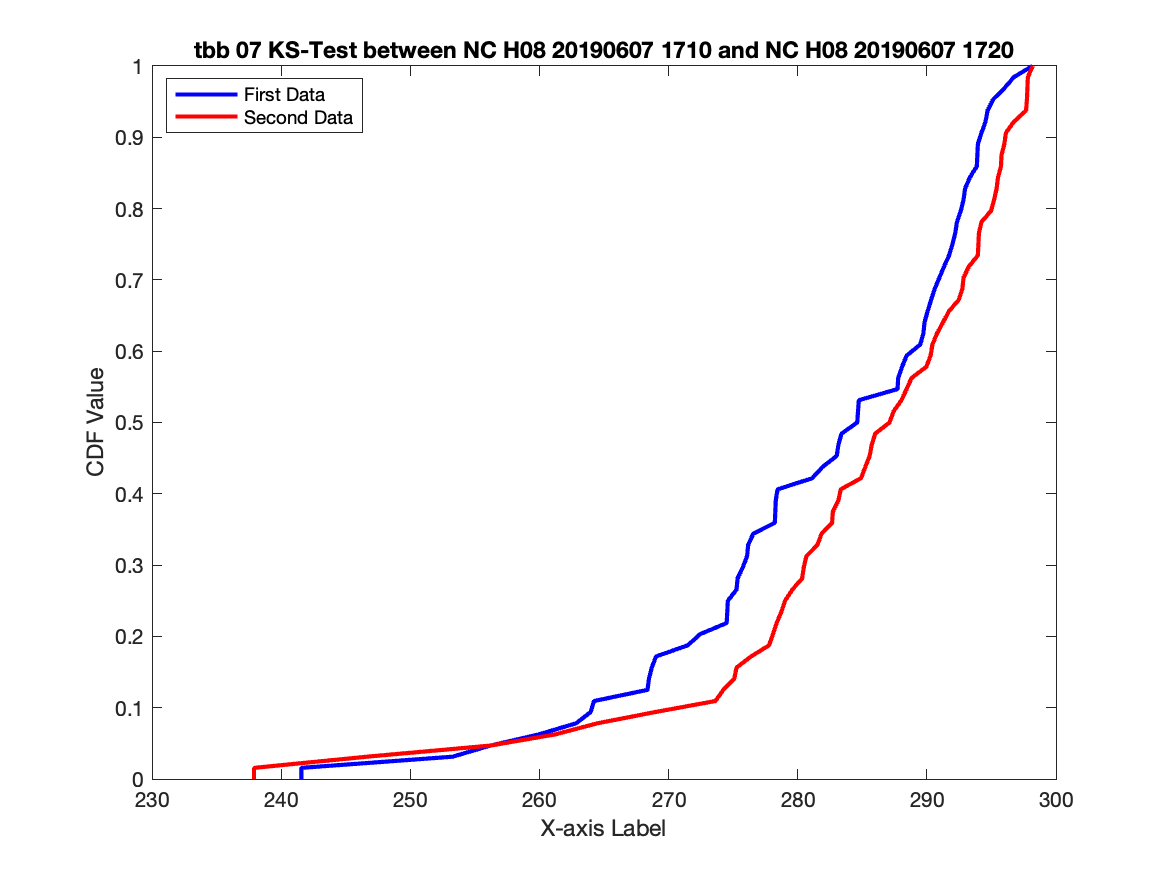 tbb 07 KS-Test between NC H08 20190607 1710 and NC H08 20190607 1720
First Data
Second Data
1
0.9
0.8
0.7
0.6
0.5
0.4
0.3
0.2
0.1
0
CDF Value
230 240 250 260 270 280 290 300
X-axis Label